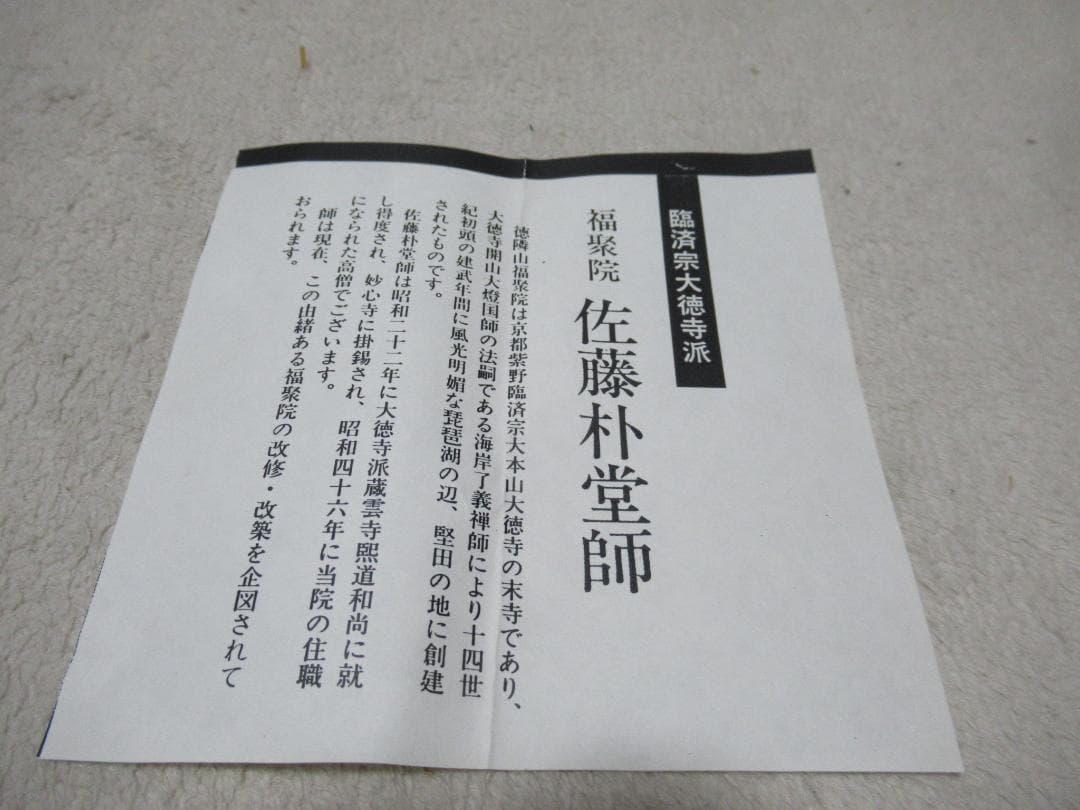 臨済宗大徳寺派
福聚院 佐藤朴堂師
徳隣山福聚院は京都紫野臨済宗大本山大徳寺の末寺であり、
大徳寺開山大燈国師の法嗣である海岸了義禅師により十四世
紀初頭の建武年間に風光明媚な琵琶湖の辺、堅田の地に創建
されたものです。
佐藤朴堂師は昭和二十二年に大徳寺派蔵雲寺煕道和尚に就
し得度され、妙心寺に掛錫され、昭和四十六年に当院の住職
になられた高僧でございます。
師は現在、この由緒ある福聚院の改修・改築を企図されて
おられます。